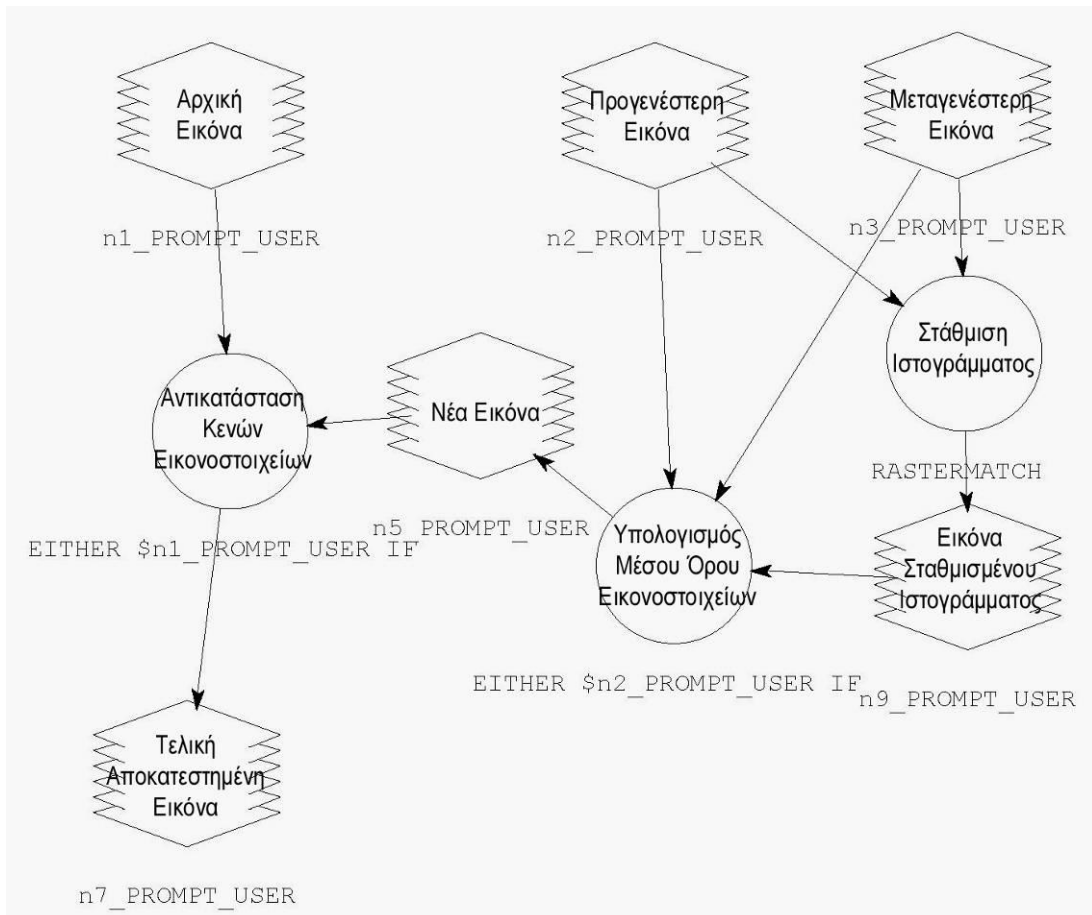 Αρχική
Εικόνα
Προγενέστερη
Εικόνα
Μεταγενέστερη
Εικόνα
n1_PROMPT_USER
n2_PROMPT_USER
n3_PROMPT_USER
Στάθμιση
Ιστογράμματος
Αντικατάσταση
Κενών
Εικονοστοιχείων
Νέα Εικόνα
RASTERMATCH
n5_PROMPT_USER
EITHER $n1_PROMPT_USER IF
Υπολογισμός
Μέσου Όρου
Εικονοστοιχείων
Εικόνα
Σταθμισμένου
Ιστογράμματος
EITHER $n2_PROMPT_USER IF
n9_PROMPT_USER
Τελική
Αποκατεστημένη
Εικόνα
n7_PROMPT_USER